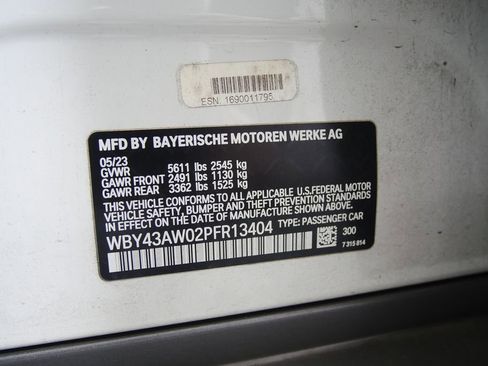 ESN: 1690011795
MFD BY BAYERISCHE MOTOREN WERKE AG
05/23
GVWR 5611 lbs 2545 kg
GAWR FRONT 2491 lbs 1130 kg
GAWR REAR 3362 lbs 1525 kg
THIS VEHICLE CONFORMS TO ALL APPLICABLE U.S.FEDERAL MOTOR
VEHICLE SAFETY, BUMPER AND THEFT PREVENTION STANDARDS
IN EFFECT ON THE DATE OF MANUFACTURE SHOWN ABOVE.
WBY43AW02PFR13404 TYPE: PASSENGER CAR
300
7 315 814